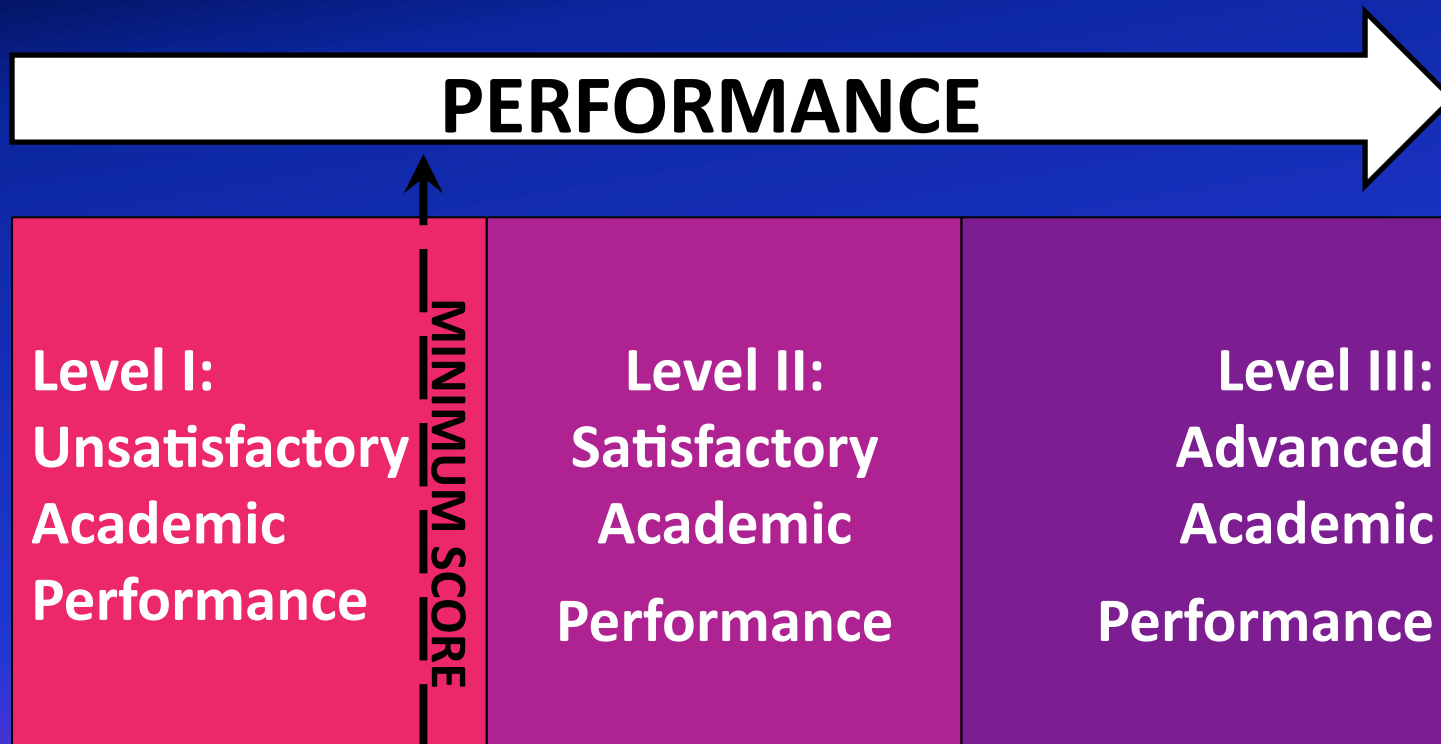 PERFORMANCE
Level I:
Unsatisfactory
Academic
Performance
MINIMUM SCORE
Level II:
Satisfactory
Academic
Performance
Level III:
Advanced
Academic
Performance